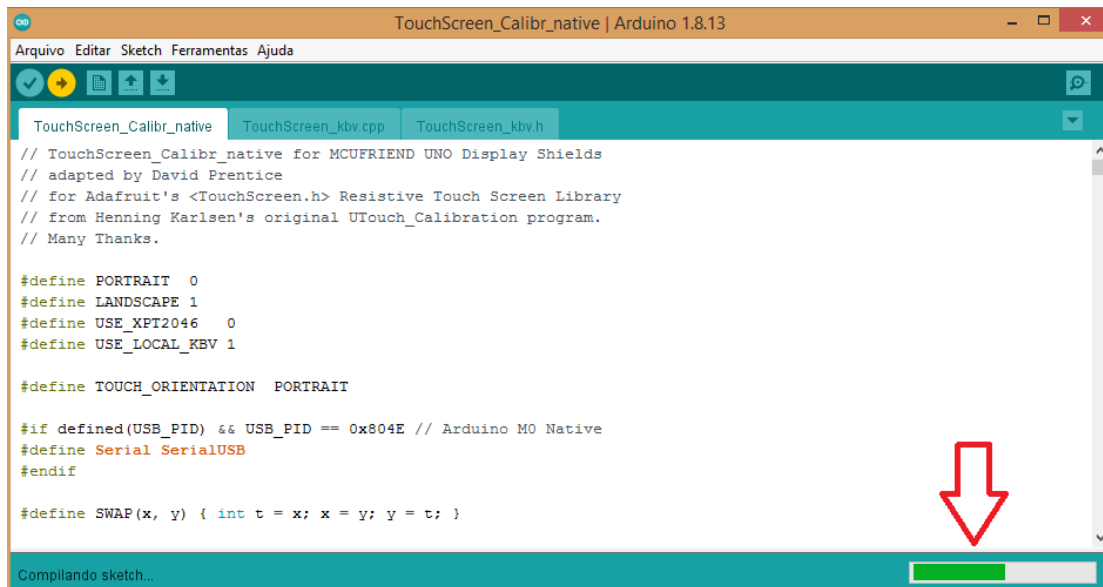 TouchScreen_Calibr_native | Arduino 1.8.13
Arquivo Editar Sketch Ferramentas Ajuda
TouchScreen_Calibr_native TouchScreen_kbv.cpp TouchScreen_kbv.h
// TouchScreen_Calibr_native for MCUFRIEND UNO Display Shields
// adapted by David Prentice
// for Adafruit's <TouchScreen.h> Resistive Touch Screen Library
// from Henning Karlsen's original UTouch_Calibration program.
// Many Thanks.
#define PORTRAIT  0
#define LANDSCAPE 1
#define USE_XPT2046   0
#define USE_LOCAL_KBV 1
#define TOUCH_ORIENTATION  PORTRAIT
#if defined(USB_PID) && USB_PID == 0x804E // Arduino M0 Native
#define Serial SerialUSB
#endif
#define SWAP(x, y) { int t = x; x = y; y = t; }
Compilando sketch...